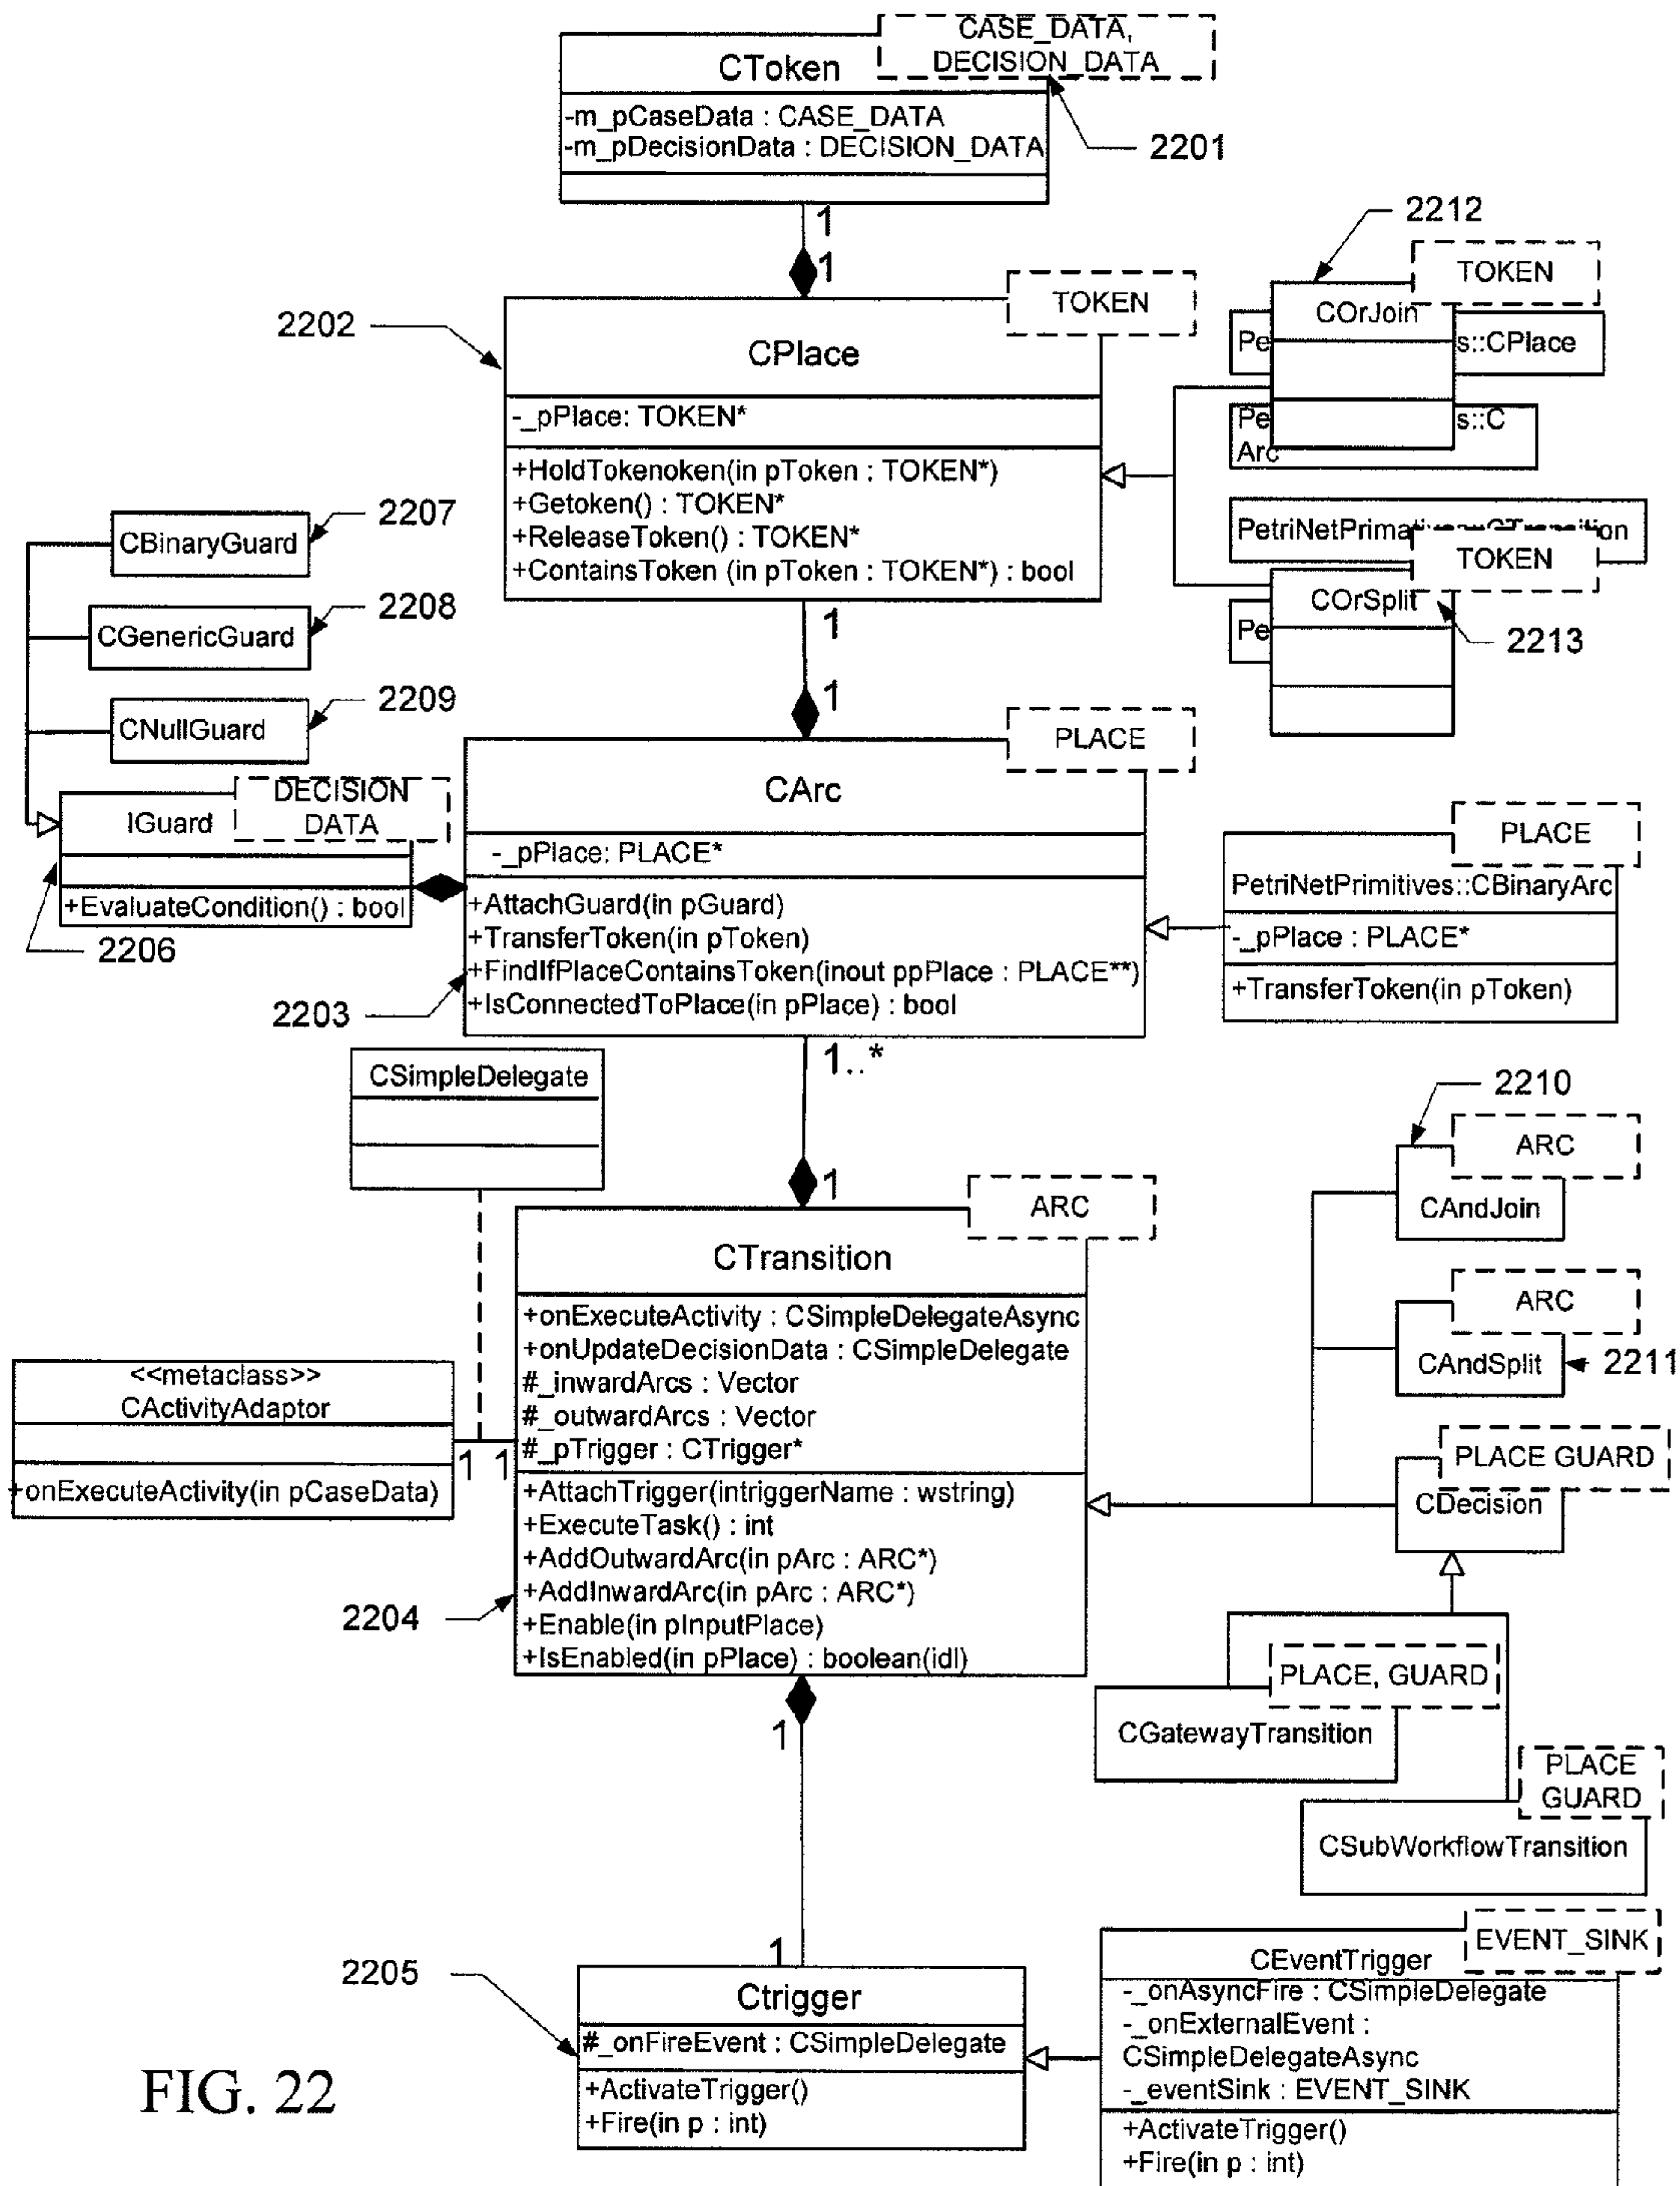 CASE_DATA,
DECISION_DATA
CToken
-m_pCaseData : CASE_DATA
-m_pDecisionData : DECISION_DATA
2201
1
1
2212
TOKEN
2202
TOKEN
CPlace
COrJoin
Pe
s::CPlace
-_pPlace: TOKEN*
Pe
s::C
Arc
+HoldTokenoken(in pToken : TOKEN*)
+Getoken() : TOKEN*
+ReleaseToken() : TOKEN*
+ContainsToken (in pToken : TOKEN*) : bool
PetriNetPrima
on
TOKEN
COrSplit
Pe
2213
2207
CBinaryGuard
2208
CGenericGuard
2209
CNullGuard
1
1
PLACE
CArc
DECISION
DATA
IGuard
+EvaluateCondition() : bool
2206
-_pPlace: PLACE*
+AttachGuard(in pGuard)
+TransferToken(in pToken)
+FindIfPlaceContainsToken(inout ppPlace : PLACE**)
+IsConnectedToPlace(in pPlace) : bool
2203
PLACE
PetriNetPrimitives::CBinaryArc
-_pPlace : PLACE*
+TransferToken(in pToken)
CSimpleDelegate
1..*
1
2210
ARC
CAndJoin
ARC
CTransition
ARC
CAndSplit
2211
+onExecuteActivity : CSimpleDelegateAsync
+onUpdateDecisionData : CSimpleDelegate
#_inwardArcs : Vector
#_outwardArcs : Vector
#_pTrigger : CTrigger*
<<metaclass>>
CActivityAdaptor
+onExecuteActivity(in pCaseData)
1
1
PLACE GUARD
CDecision
+AttachTrigger(intriggerName : wstring)
+ExecuteTask() : int
+AddOutwardArc(in pArc : ARC*)
+AddInwardArc(in pArc : ARC*)
+Enable(in pInputPlace)
+IsEnabled(in pPlace) : boolean(idl)
2204
PLACE, GUARD
CGatewayTransition
PLACE
GUARD
CSubWorkflowTransition
1
1
2205
Ctrigger
#_onFireEvent : CSimpleDelegate
+ActivateTrigger()
+Fire(in p : int)
EVENT_SINK
CEventTrigger
-_onAsyncFire : CSimpleDelegate
-_onExternalEvent :
CSimpleDelegateAsync
-_eventSink : EVENT_SINK
+ActivateTrigger()
+Fire(in p : int)
FIG. 22